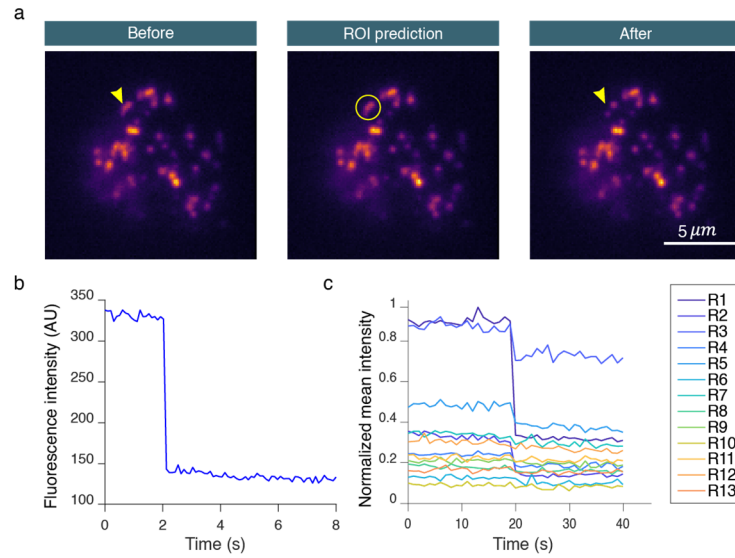 a
Before
ROI prediction
After
5 μm
b
Fluorescence intensity (AU)
350
300
250
200
150
100
0
2
4
6
8
Time (s)
c
Normalized mean intensity
1
0.8
0.6
0.4
0.2
0
0
10
20
30
40
Time (s)
R1
R2
R3
R4
R5
R6
R7
R8
R9
R10
R11
R12
R13